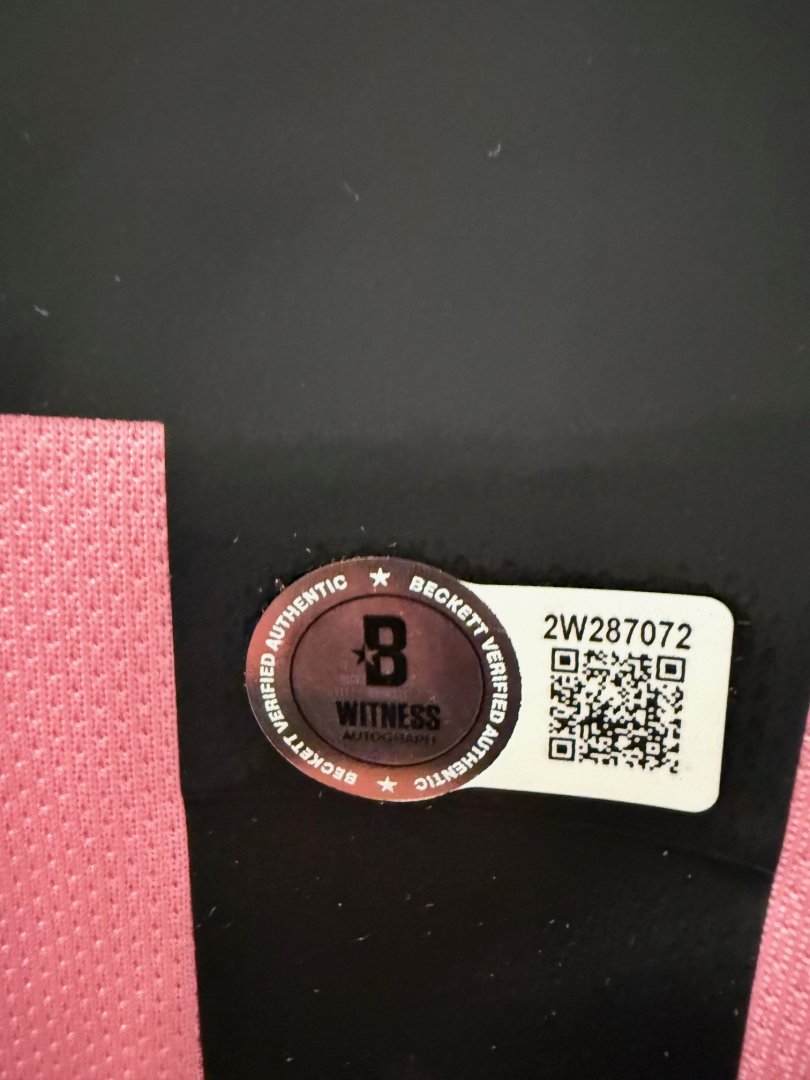 ★ BECKETT VERIFIED AUTHENTIC ★ BECKETT VERIFIED AUTHENTIC
B
WITNESS
AUTOGRAPH
2W287072